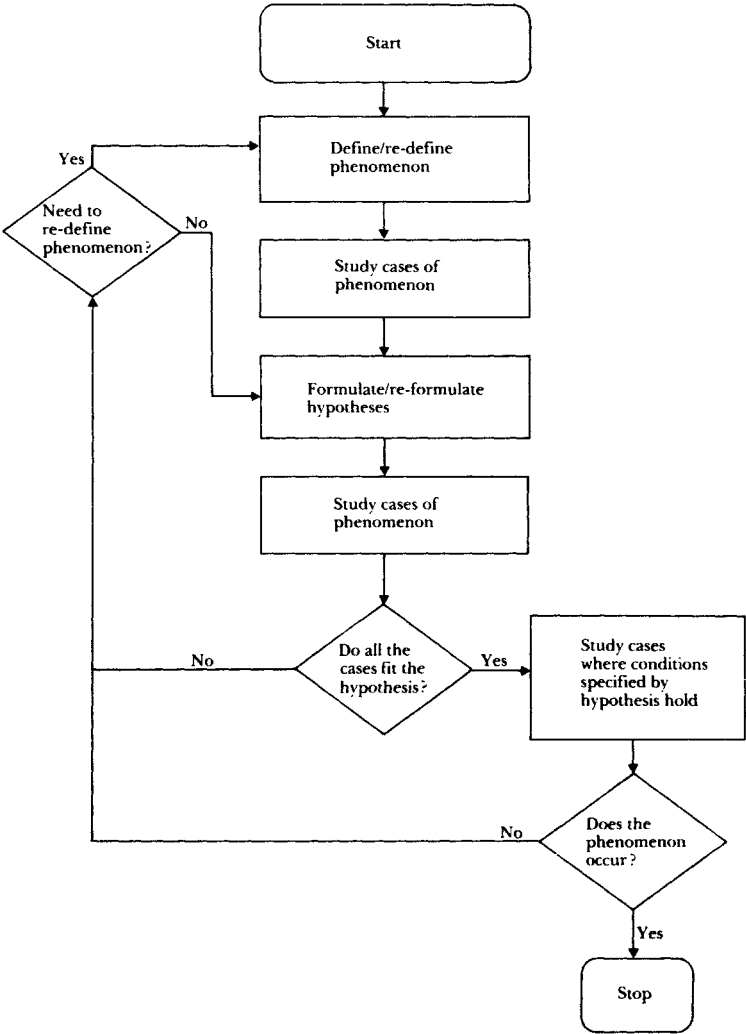 Start
Define/re-define
phenomenon
Yes
Need to
re-define
phenomenon?
No
Study cases of
phenomenon
Formulate/re-formulate
hypotheses
Study cases of
phenomenon
Do all the
cases fit the
hypothesis?
No
Yes
Study cases
where conditions
specified by
hypothesis hold
Does the
phenomenon
occur?
No
Yes
Stop